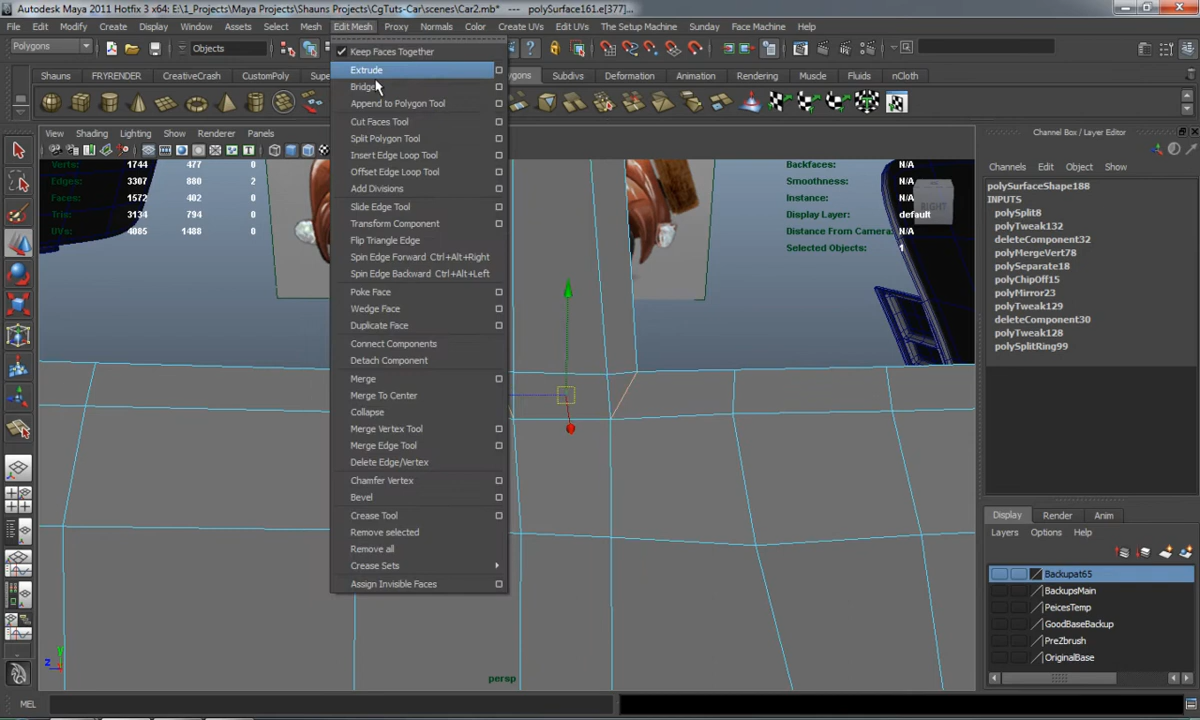 Autodesk Maya 2011 Hotfix 3 x64: E:\1_Projects\Maya Projects\Shauns Projects\CgTuts-Car\scenes\Car2.mb* --- polySurface161.e[377]...
File Edit Modify Create Display Window Assets Select Mesh Edit Mesh Proxy Normals Color Create UVs Edit UVs The Setup Machine Sunday Muscle Help
Polygons
Objects
Shauns FRYRENDER CreativeCrash CustomPoly Supe ygons Subdivs Deformation Animation Rendering Muscle Fluids nCloth
View Shading Lighting Show Renderer Panels
Verts: 1744 477 0
Edges: 3307 880 2
Faces: 1572 402 0
Tris: 3134 794 0
UVs: 4085 1488 0
Keep Faces Together
Extrude
Bridge
Append to Polygon Tool
Cut Faces Tool
Split Polygon Tool
Insert Edge Loop Tool
Offset Edge Loop Tool
Add Divisions
Slide Edge Tool
Transform Component
Flip Triangle Edge
Spin Edge Forward Ctrl+Alt+Right
Spin Edge Backward Ctrl+Alt+Left
Poke Face
Wedge Face
Duplicate Face
Connect Components
Detach Component
Merge
Merge To Center
Collapse
Merge Vertex Tool
Merge Edge Tool
Delete Edge/Vertex
Chamfer Vertex
Bevel
Crease Tool
Remove selected
Remove all
Crease Sets
Assign Invisible Faces
Backfaces: N/A
Smoothness: N/A
Instance: N/A
Display Layer: default
Distance From Camera: N/A
Selected Objects: 1
RIGHT
y
z
persp
Channel Box / Layer Editor
Channels Edit Object Show
polySurfaceShape188
INPUTS
polySplit8
polyTweak132
deleteComponent32
polyMergeVert78
polySeparate18
polyChipOff15
polyMirror23
polyTweak129
deleteComponent30
polyTweak128
polySplitRing99
Display Render Anim
Layers Options Help
Backupat65
BackupsMain
PeicesTemp
GoodBaseBackup
PreZbrush
OriginalBase
MEL